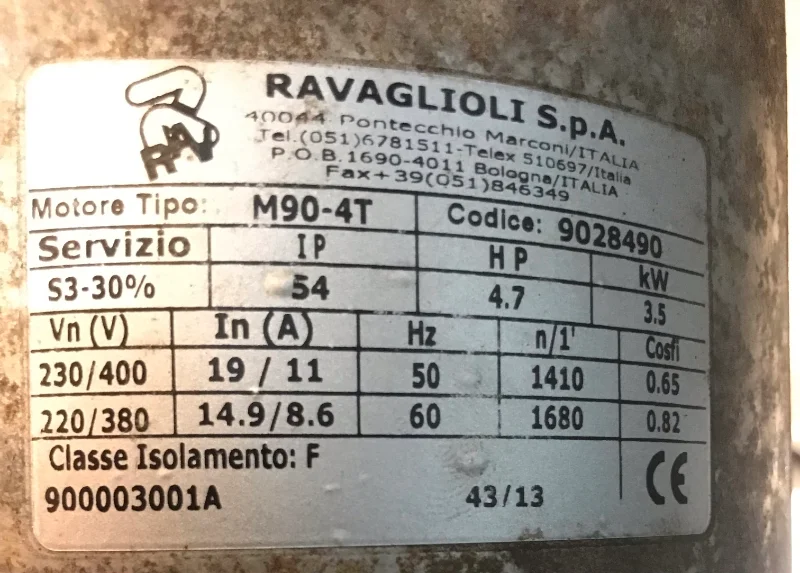 RAV
RAVAGLIOLI S.p.A.
40044 Pontecchio Marconi/ITALIA
Tel.(051)6781511-Telex 510697/Italia
P.O.B.1690-4011 Bologna/ITALIA
Fax+39(051)846349
Motore Tipo: M90-4T Codice: 9028490
Servizio IP HP kW
S3-30% 54 4.7 3.5
Vn (V) In (A) Hz n/1' Cosfi
230/400 19 / 11 50 1410 0.65
220/380 14.9/8.6 60 1680 0.82
Classe Isolamento: F
900003001A 43/13 CE